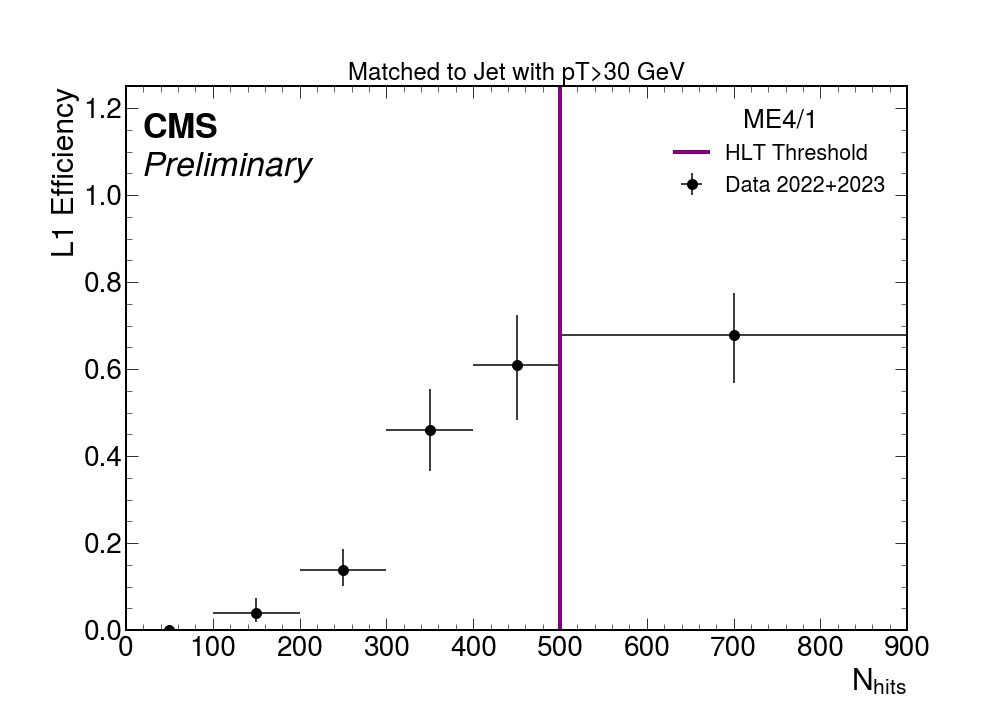 Matched to Jet with pT>30 GeV
CMS
Preliminary
ME4/1
HLT Threshold
Data 2022+2023
L1 Efficiency
1.2
1.0
0.8
0.6
0.4
0.2
0.0
0 100 200 300 400 500 600 700 800 900
N_hits